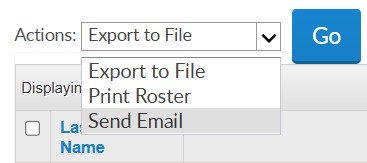 Actions: Export to File Go
Export to File
Print Roster
Send Email
Name